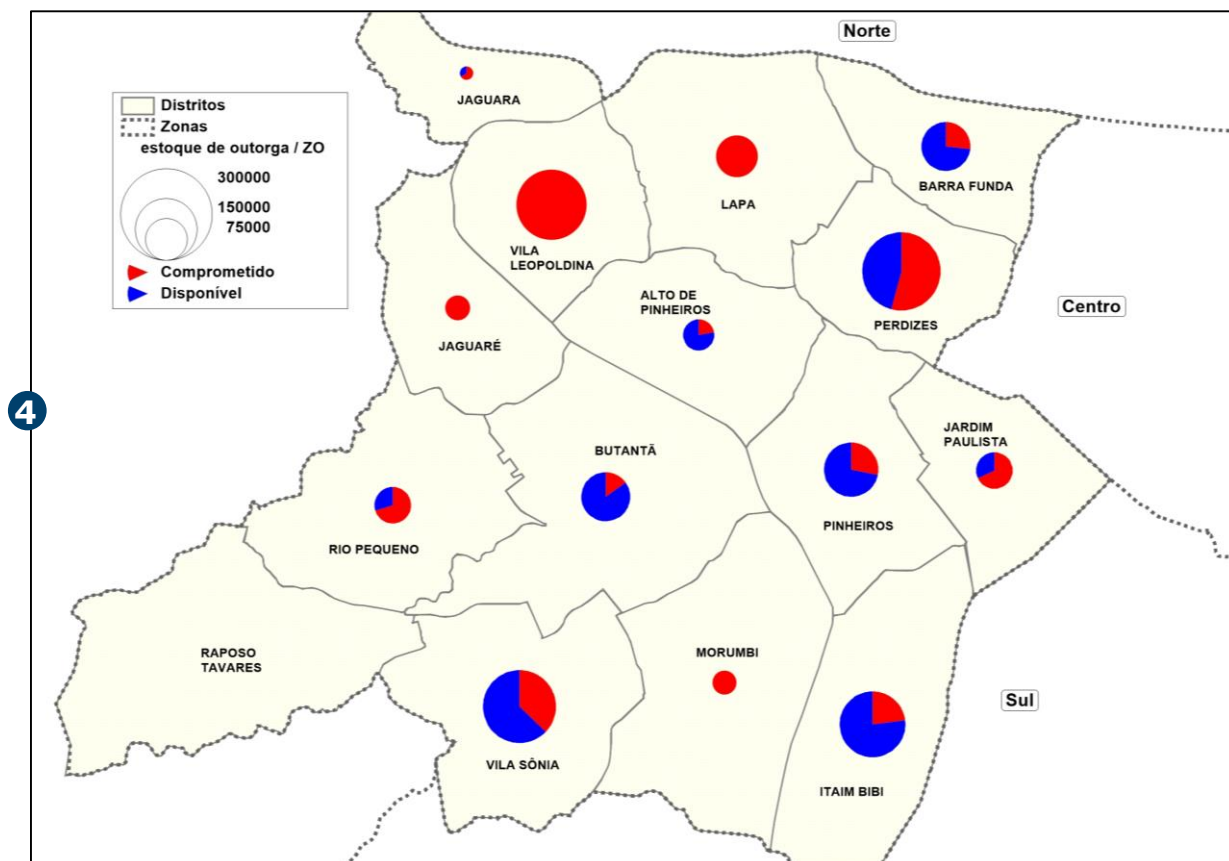 Norte
JAGUARA
Distritos
Zonas
estoque de outorga / ZO
300000
150000
75000
Comprometido
Disponível
BARRA FUNDA
LAPA
VILA
LEOPOLDINA
ALTO DE
PINHEIROS
PERDIZES
Centro
JAGUARÉ
4
BUTANTÃ
JARDIM
PAULISTA
PINHEIROS
RIO PEQUENO
RAPOSO
TAVARES
MORUMBI
Sul
VILA SÔNIA
ITAIM BIBI